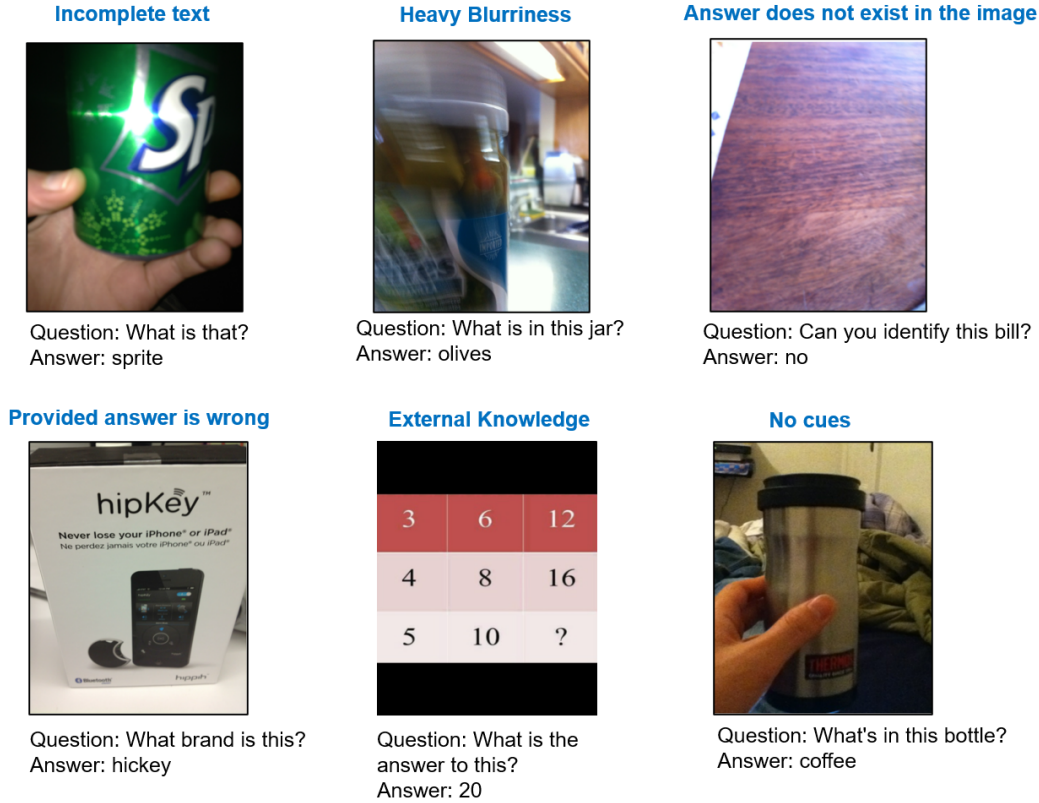 Incomplete text
Heavy Blurriness
Answer does not exist in the image
Sp
Question: What is that?
Answer: sprite
Question: What is in this jar?
Answer: olives
Question: Can you identify this bill?
Answer: no
Provided answer is wrong
External Knowledge
No cues
hipKey™
Never lose your iPhone® or iPad®
Ne perdez jamais votre iPhone® ou iPad®
Bluetooth
hippih
3 6 12
4 8 16
5 10 ?
THERMOS
Question: What brand is this?
Answer: hickey
Question: What is the
answer to this?
Answer: 20
Question: What's in this bottle?
Answer: coffee